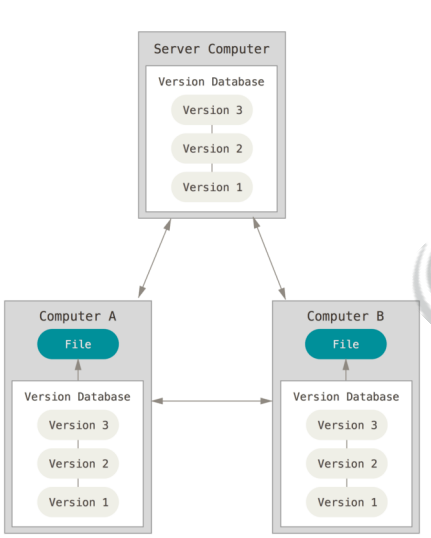 Server Computer
Version Database
Version 3
Version 2
Version 1
Computer A
File
Version Database
Version 3
Version 2
Version 1
Computer B
File
Version Database
Version 3
Version 2
Version 1